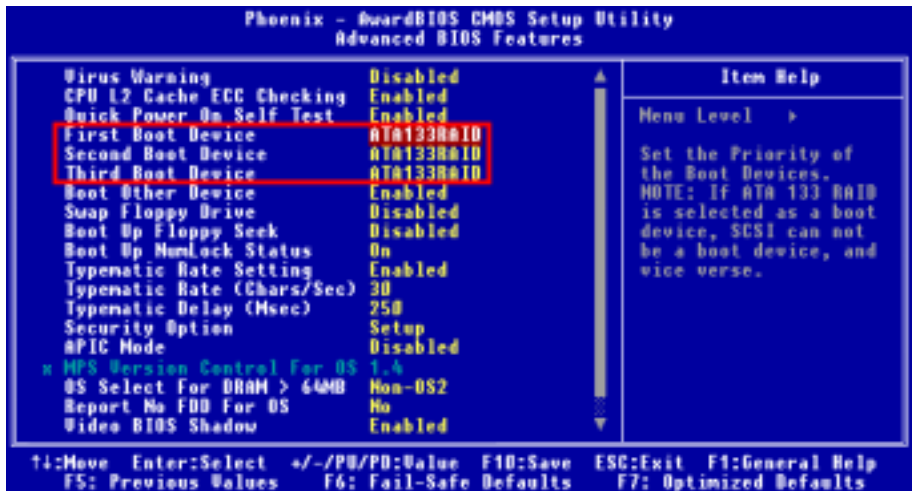 Phoenix - AwardBIOS CMOS Setup Utility
Advanced BIOS Features
Virus Warning Disabled
CPU L2 Cache ECC Checking Enabled
Quick Power On Self Test Enabled
First Boot Device ATA133RAID
Second Boot Device ATA133RAID
Third Boot Device ATA133RAID
Boot Other Device Enabled
Swap Floppy Drive Disabled
Boot Up Floppy Seek Disabled
Boot Up NumLock Status On
Typematic Rate Setting Enabled
Typematic Rate (Chars/Sec) 30
Typematic Delay (Msec) 250
Security Option Setup
APIC Mode Disabled
x MPS Version Control For OS 1.4
OS Select For DRAM > 64MB Non-OS2
Report No FDD For OS No
Video BIOS Shadow Enabled
Item Help
Menu Level ▸
Set the Priority of
the Boot Devices.
NOTE: If ATA 133 RAID
is selected as a boot
device, SCSI can not
be a boot device, and
vice verse.
↑↓:Move Enter:Select +/-/PU/PD:Value F10:Save ESC:Exit F1:General Help
F5: Previous Values F6: Fail-Safe Defaults F7: Optimized Defaults